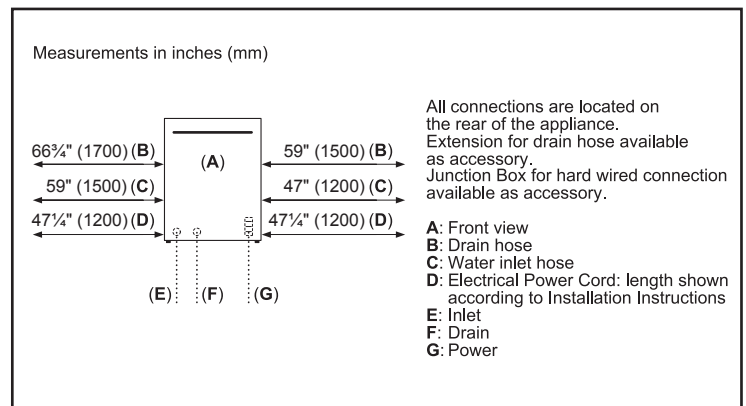 Measurements in inches (mm)
66¾" (1700) (B)
59" (1500) (C)
47¼" (1200) (D)
(A)
59" (1500) (B)
47" (1200) (C)
47¼" (1200) (D)
(E)
(F)
(G)
All connections are located on
the rear of the appliance.
Extension for drain hose available
as accessory.
Junction Box for hard wired connection
available as accessory.
A: Front view
B: Drain hose
C: Water inlet hose
D: Electrical Power Cord: length shown
according to Installation Instructions
E: Inlet
F: Drain
G: Power